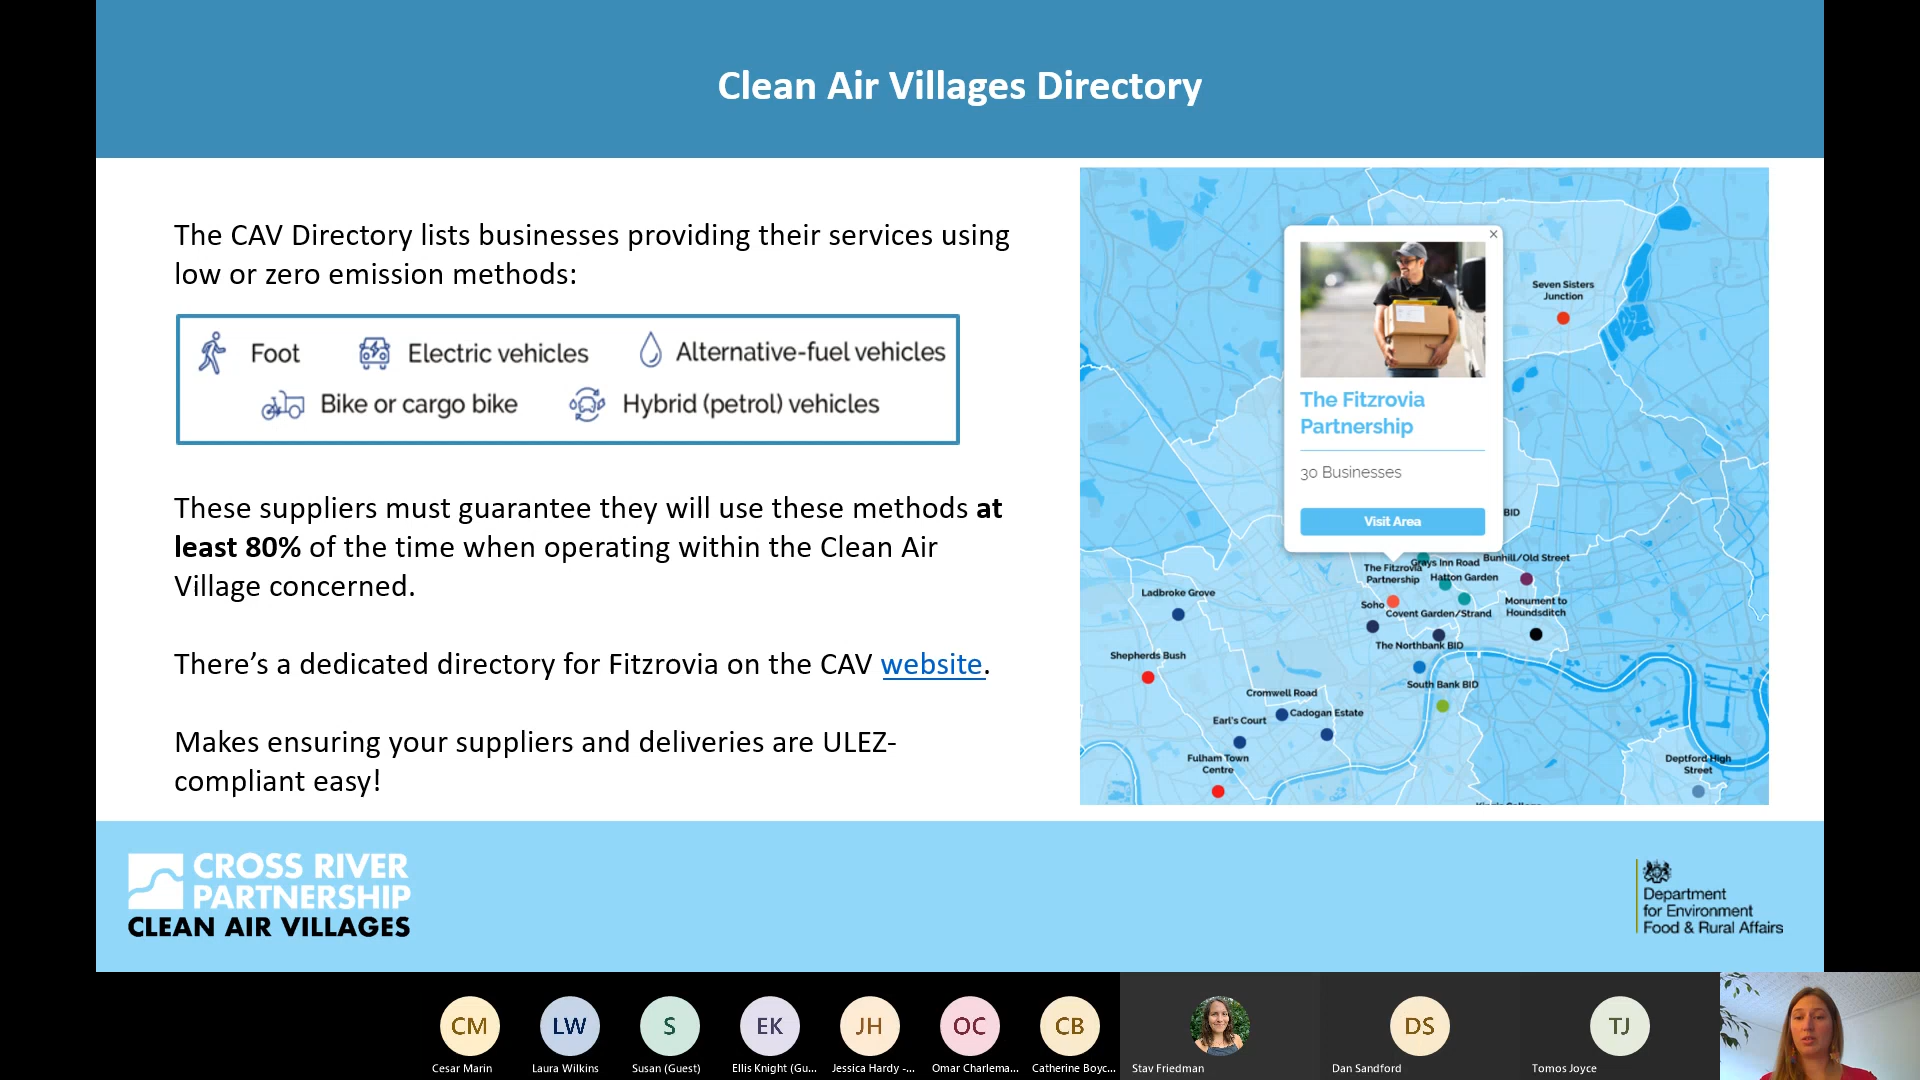 Clean Air Villages Directory
The CAV Directory lists businesses providing their services using
low or zero emission methods:
Foot
Electric vehicles
Alternative-fuel vehicles
Bike or cargo bike
Hybrid (petrol) vehicles
These suppliers must guarantee they will use these methods at
least 80% of the time when operating within the Clean Air
Village concerned.
There’s a dedicated directory for Fitzrovia on the CAV website.
Makes ensuring your suppliers and deliveries are ULEZ-
compliant easy!
×
The Fitzrovia
Partnership
30 Businesses
Visit Area
Seven Sisters
Junction
BID
Bunhill/Old Street
Grays Inn Road
The Fitzrovia
Partnership
Hatton Garden
Ladbroke Grove
Soho
Covent Garden/Strand
Monument to
Houndsditch
The Northbank BID
Shepherds Bush
South Bank BID
Cromwell Road
Cadogan Estate
Earl's Court
Fulham Town
Centre
Deptford High
Street
CROSS RIVER
PARTNERSHIP
CLEAN AIR VILLAGES
Department
for Environment
Food & Rural Affairs
CM
LW
S
EK
JH
OC
CB
DS
TJ
Cesar Marin
Laura Wilkins
Susan (Guest)
Ellis Knight (Gu...
Jessica Hardy -...
Omar Charlema...
Catherine Boyc...
Stav Friedman
Dan Sandford
Tomos Joyce